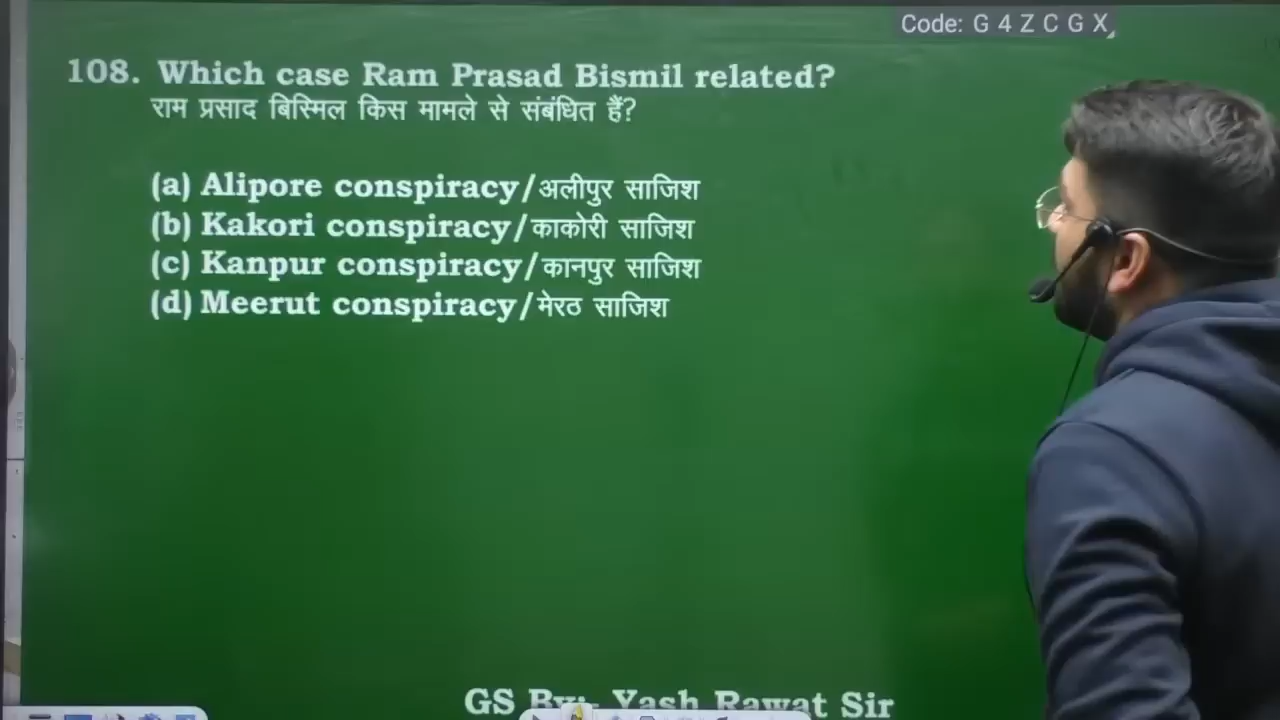 Code: G 4 Z C G X
108. Which case Ram Prasad Bismil related?
राम प्रसाद बिस्मिल किस मामले से संबंधित हैं?
(a) Alipore conspiracy/अलीपुर साजिश
(b) Kakori conspiracy/काकोरी साजिश
(c) Kanpur conspiracy/कानपुर साजिश
(d) Meerut conspiracy/मेरठ साजिश
GS By:- Yash Rawat Sir